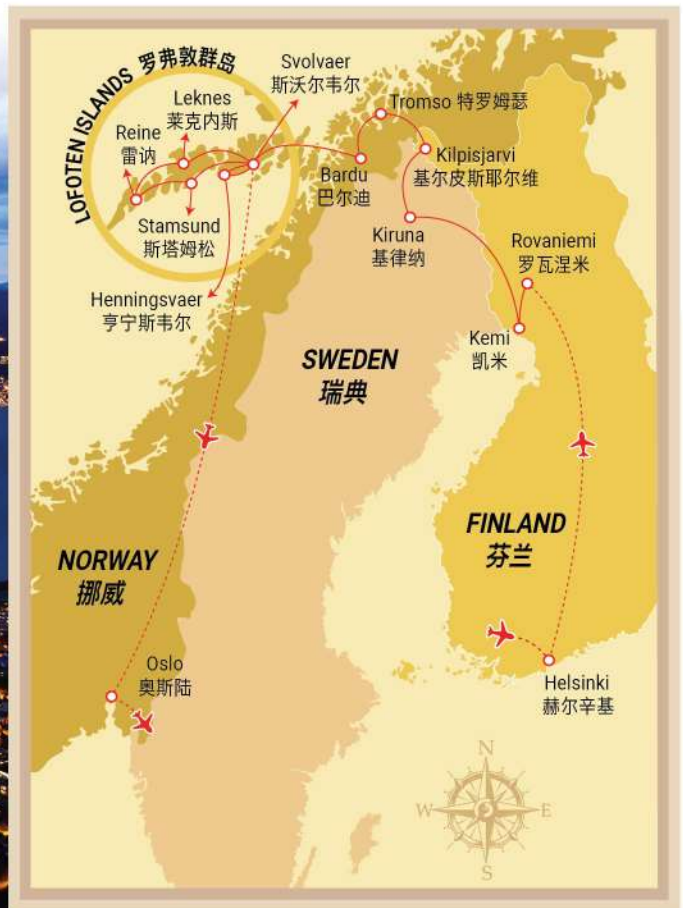 LOFOTEN ISLANDS 罗弗敦群岛
Svolvaer
斯沃尔韦尔
Leknes
莱克内斯
Reine
雷讷
Stamsund
斯塔姆松
Henningsvaer
亨宁斯韦尔
Tromso 特罗姆瑟
Bardu
巴尔迪
Kilpisjarvi
基尔皮斯耶尔维
Kiruna
基律纳
Rovaniemi
罗瓦涅米
Kemi
凯米
SWEDEN
瑞典
FINLAND
芬兰
NORWAY
挪威
Oslo
奥斯陆
Helsinki
赫尔辛基
N
W
E
S